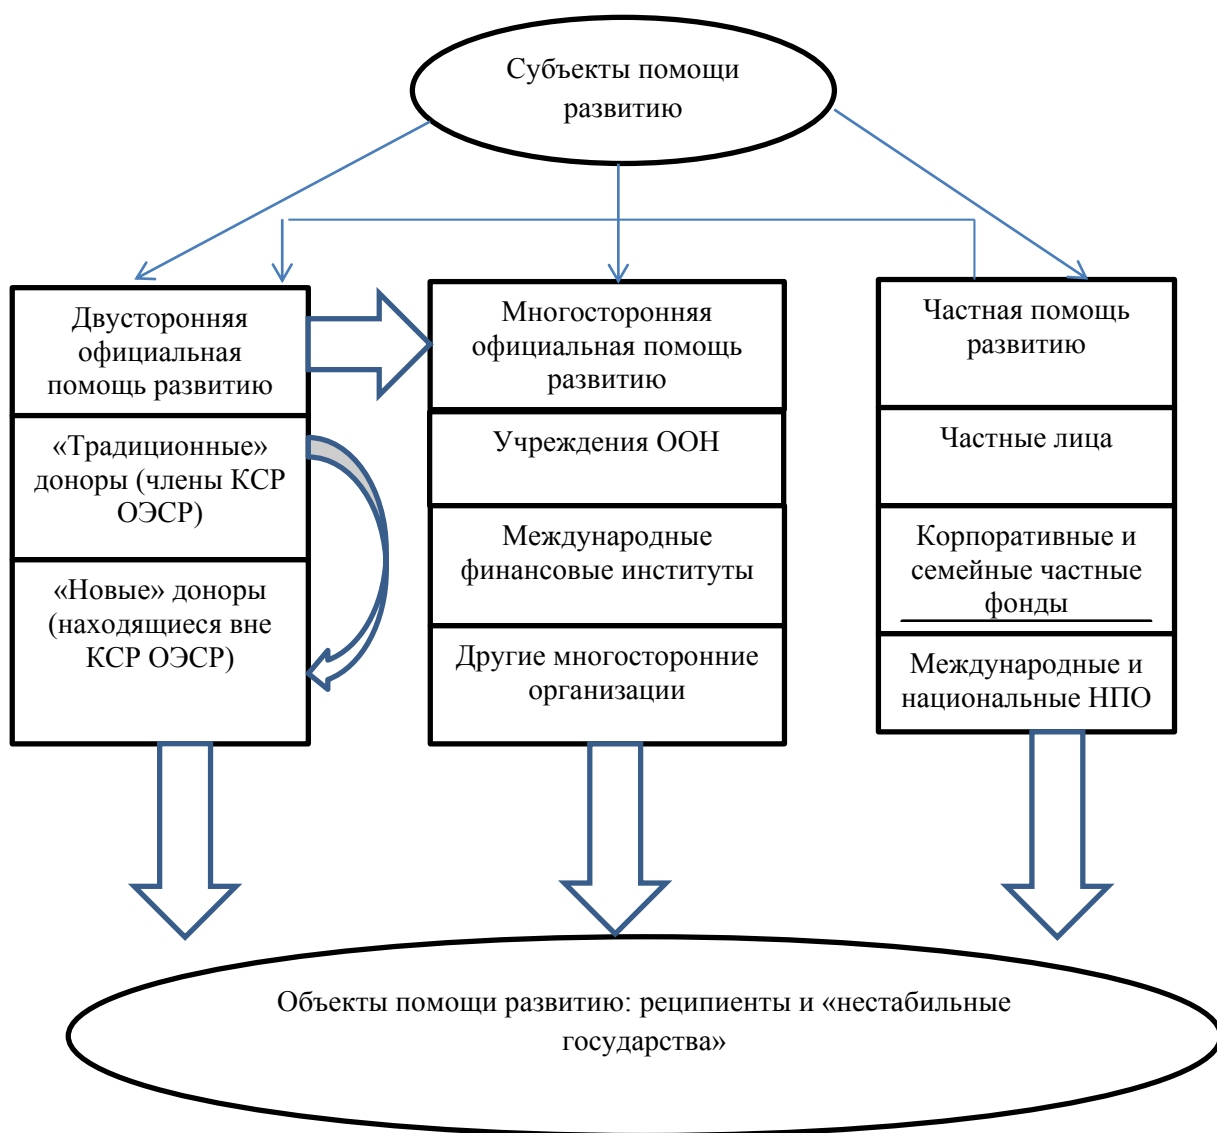 Субъекты помощи
развитию
Двусторонняя
официальная
помощь развитию
«Традиционные»
доноры (члены КСР
ОЭСР)
«Новые» доноры
(находящиеся вне
КСР ОЭСР)
Многосторонняя
официальная помощь
развитию
Учреждения ООН
Международные
финансовые институты
Другие многосторонние
организации
Частная помощь
развитию
Частные лица
Корпоративные и
семейные частные
фонды
Международные и
национальные НПО
Объекты помощи развитию: реципиенты и «нестабильные
государства»